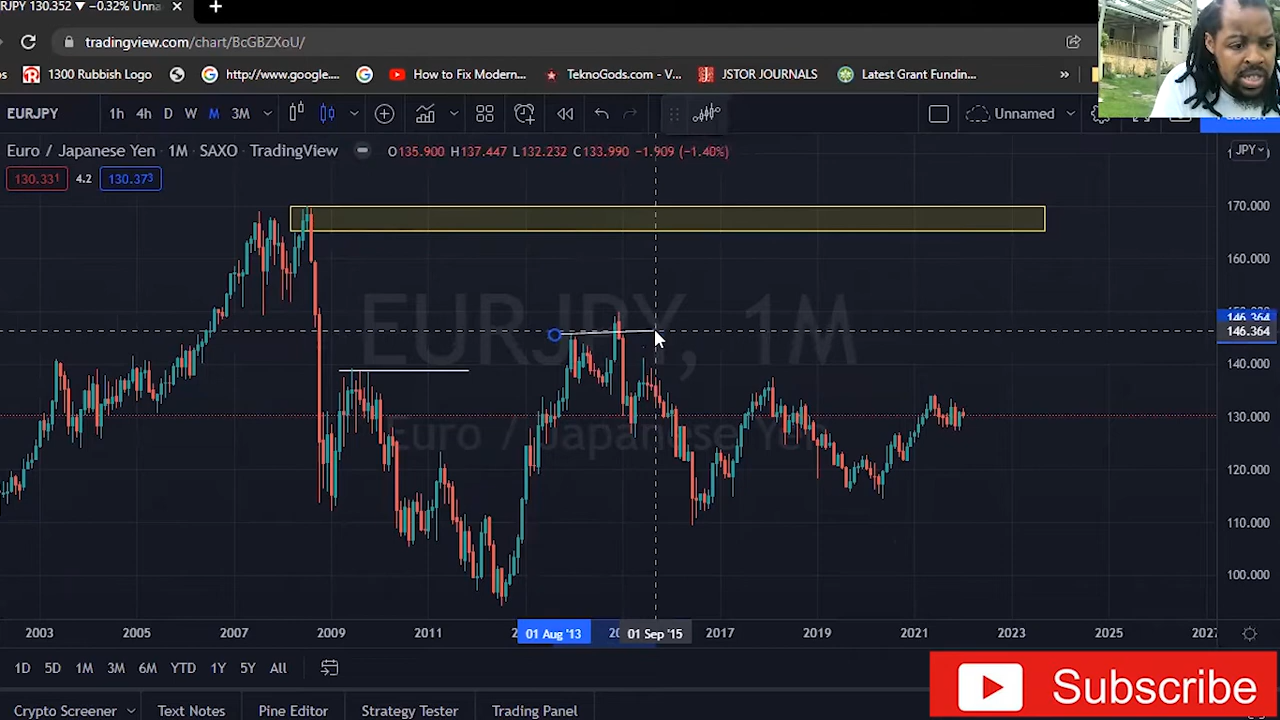 RJPY 130.352 ▼ −0.32% Unna
tradingview.com/chart/BcGBZXoU/
1300 Rubbish Logo
http://www.google....
How to Fix Modern...
TeknoGods.com - V...
JSTOR JOURNALS
Latest Grant Fundin...
»
EURJPY 1h 4h D W M 3M Unnamed
Euro / Japanese Yen · 1M · SAXO · TradingView O135.900 H137.447 L132.232 C133.990 −1.909 (−1.40%) JPY
130.331 4.2 130.373
170.000
160.000
146.364
146.364
140.000
130.000
120.000
110.000
100.000
EURJPY, 1M
Euro / Japanese Yen
2003 2005 2007 2009 2011 01 Aug '13 01 Sep '15 2017 2019 2021 2023 2025
1D 5D 1M 3M 6M YTD 1Y 5Y All
Subscribe
Crypto Screener Text Notes Pine Editor Strategy Tester Trading Panel